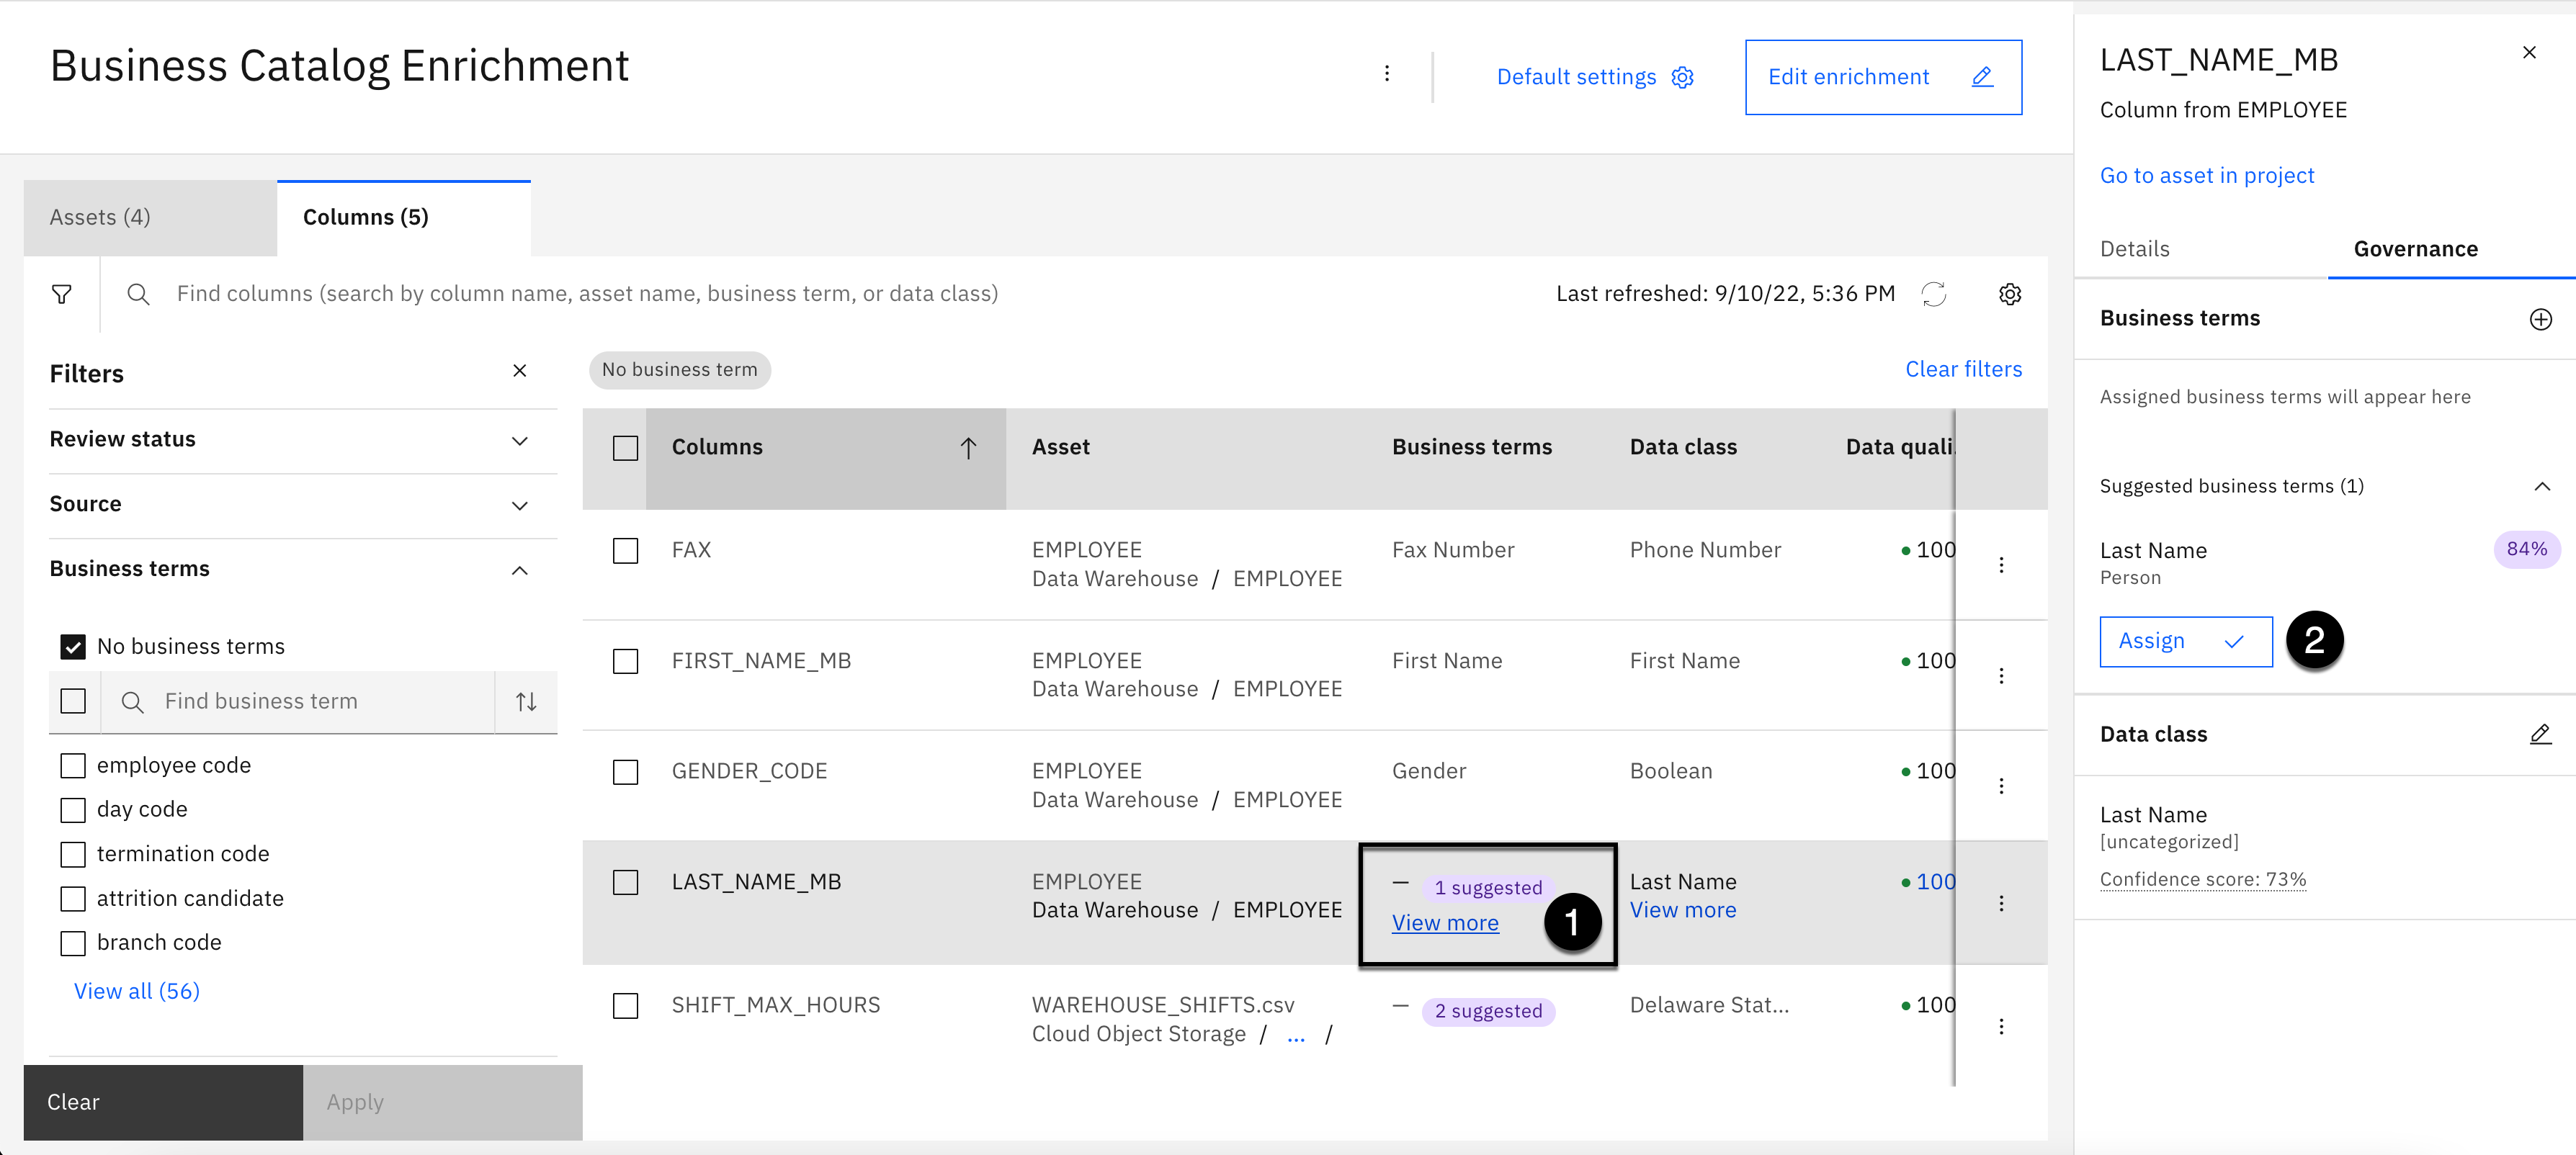 Business Catalog Enrichment
Default settings
Edit enrichment
Assets (4)
Columns (5)
Find columns (search by column name, asset name, business term, or data class)
Last refreshed: 9/10/22, 5:36 PM
Filters
Review status
Source
Business terms
No business terms
Find business term
employee code
day code
termination code
attrition candidate
branch code
View all (56)
Clear
Apply
No business term
Clear filters
Columns
Asset
Business terms
Data class
Data quali.
FAX
EMPLOYEE
Data Warehouse / EMPLOYEE
Fax Number
Phone Number
100
FIRST_NAME_MB
EMPLOYEE
Data Warehouse / EMPLOYEE
First Name
First Name
100
GENDER_CODE
EMPLOYEE
Data Warehouse / EMPLOYEE
Gender
Boolean
100
LAST_NAME_MB
EMPLOYEE
Data Warehouse / EMPLOYEE
— 1 suggested
View more
1
Last Name
View more
100
SHIFT_MAX_HOURS
WAREHOUSE_SHIFTS.csv
Cloud Object Storage / ... /
— 2 suggested
Delaware Stat...
100
LAST_NAME_MB
Column from EMPLOYEE
Go to asset in project
Details
Governance
Business terms
Assigned business terms will appear here
Suggested business terms (1)
Last Name
Person
84%
Assign
2
Data class
Last Name
[uncategorized]
Confidence score: 73%